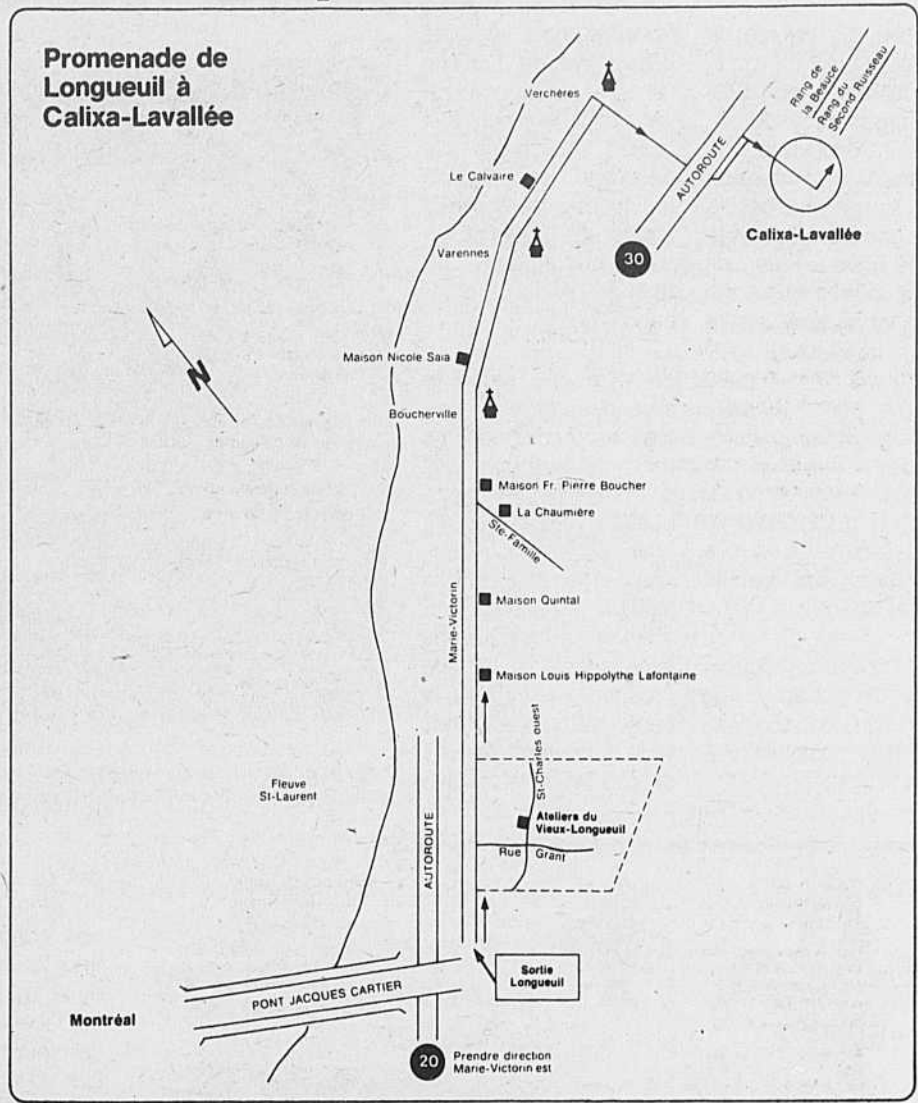 Promenade de
Longueuil à
Calixa-Lavallée
Verchères
Rang de
la Beauce
Rang du
Second Ruisseau
AUTOROUTE
Le Calvaire
Calixa-Lavallée
Varennes
30
N
Maison Nicole Saia
Boucherville
Maison Fr. Pierre Boucher
La Chaumière
Ste-Famille
Marie-Victorin
Maison Quintal
Maison Louis Hippolythe Lafontaine
St-Charles ouest
Fleuve
St-Laurent
Ateliers du
Vieux-Longueuil
Rue Grant
AUTOROUTE
Sortie
Longueuil
PONT JACQUES CARTIER
Montréal
20
Prendre direction
Marie-Victorin est